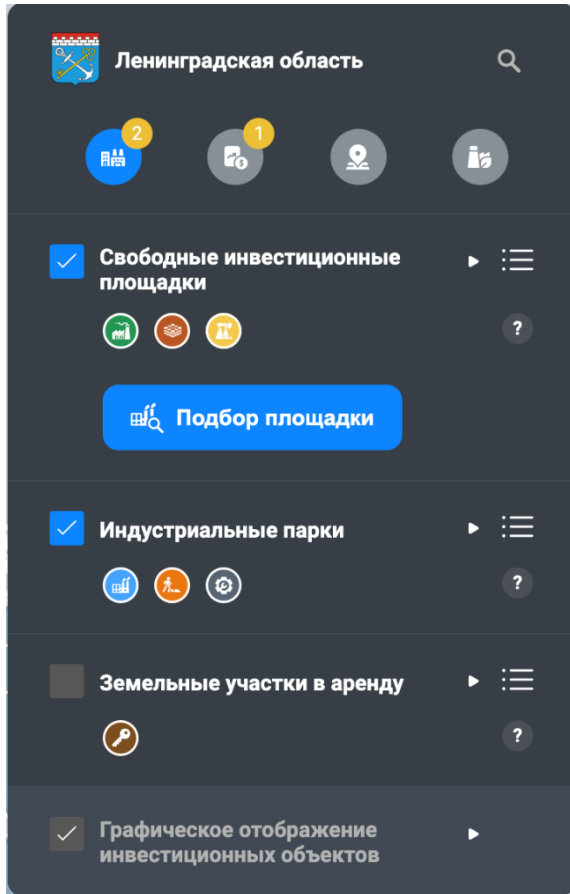 Ленинградская область
2
1
Свободные инвестиционные
площадки
?
Подбор площадки
Индустриальные парки
?
Земельные участки в аренду
?
Графическое отображение
инвестиционных объектов